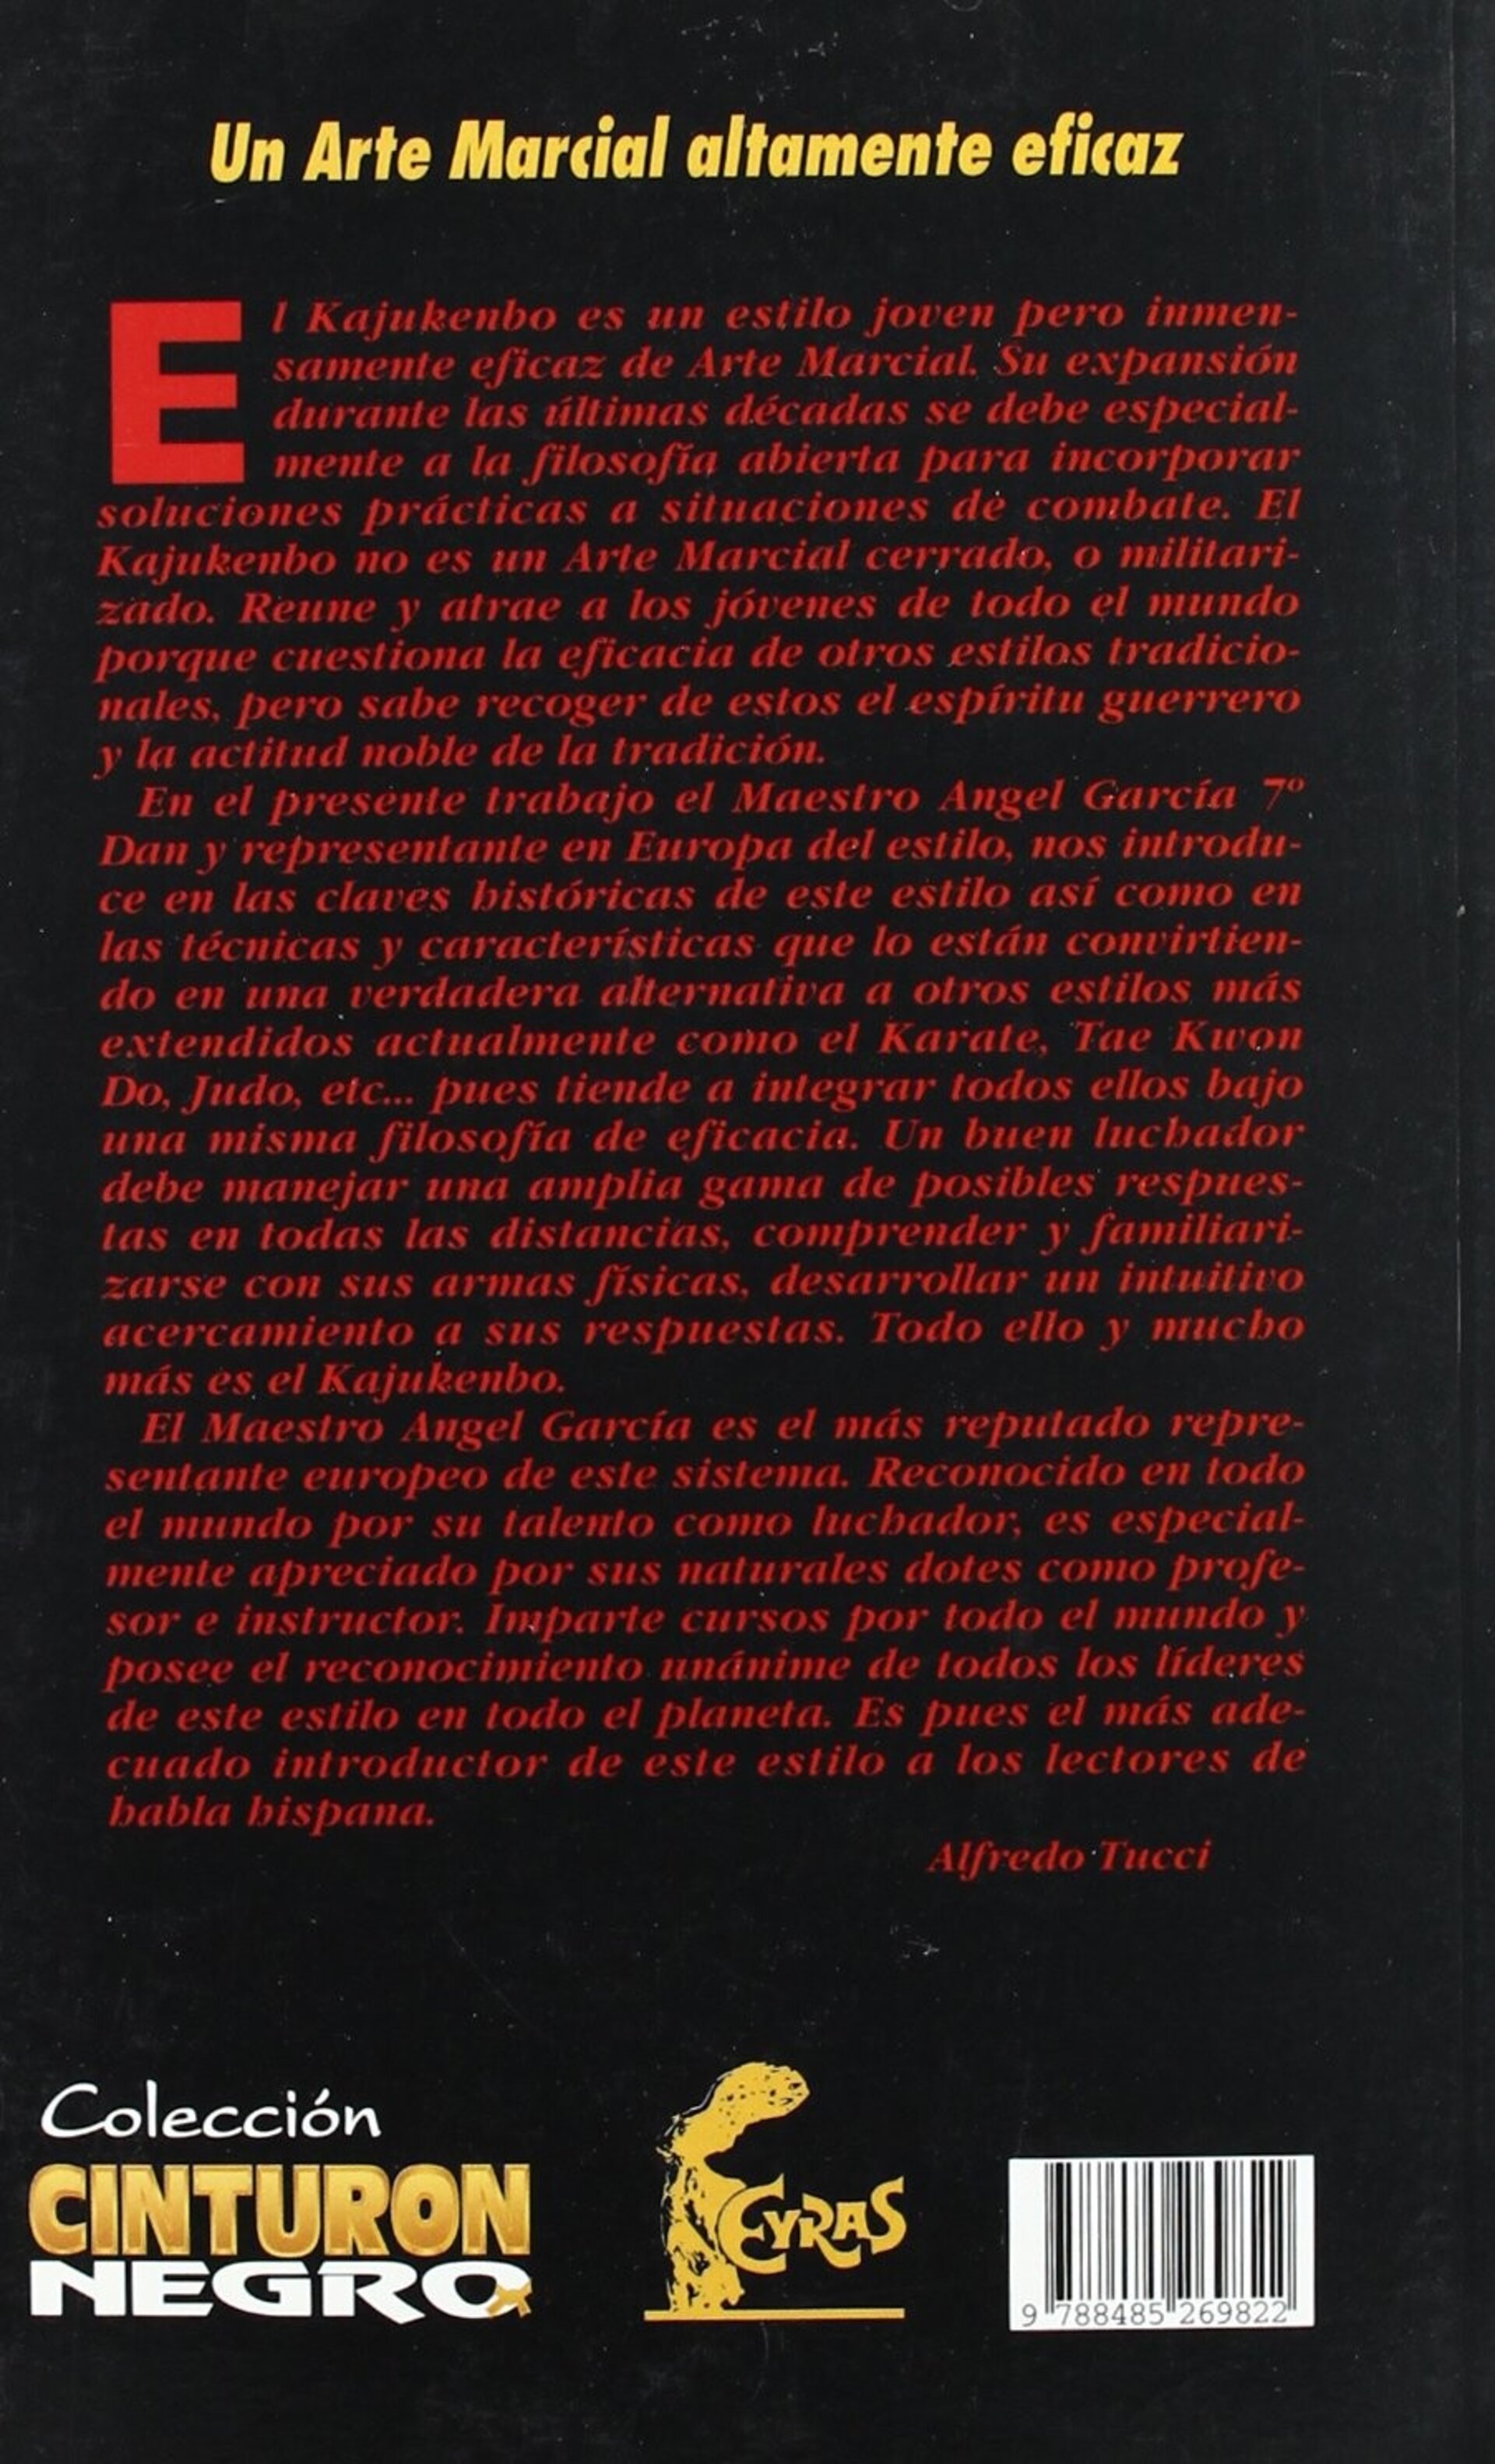 Un Arte Marcial altamente eficaz
El Kajukenbo es un estilo joven pero inmen-
samente eficaz de Arte Marcial. Su expansión
durante las últimas décadas se debe especial-
mente a la filosofía abierta para incorporar
soluciones prácticas a situaciones de combate. El
Kajukenbo no es un Arte Marcial cerrado, o militari-
zado. Reune y atrae a los jóvenes de todo el mundo
porque cuestiona la eficacia de otros estilos tradicio-
nales, pero sabe recoger de estos el espíritu guerrero
y la actitud noble de la tradición.
En el presente trabajo el Maestro Angel García 7º
Dan y representante en Europa del estilo, nos introdu-
ce en las claves históricas de este estilo así como en
las técnicas y características que lo están convirtien-
do en una verdadera alternativa a otros estilos más
extendidos actualmente como el Karate, Tae Kwon
Do, Judo, etc... pues tiende a integrar todos ellos bajo
una misma filosofía de eficacia. Un buen luchador
debe manejar una amplia gama de posibles respues-
tas en todas las distancias, comprender y familiari-
zarse con sus armas físicas, desarrollar un intuitivo
acercamiento a sus respuestas. Todo ello y mucho
más es el Kajukenbo.
El Maestro Angel García es el más reputado repre-
sentante europeo de este sistema. Reconocido en todo
el mundo por su talento como luchador, es especial-
mente apreciado por sus naturales dotes como profe-
sor e instructor. Imparte cursos por todo el mundo y
posee el reconocimiento unánime de todos los líderes
de este estilo en todo el planeta. Es pues el más ade-
cuado introductor de este estilo a los lectores de
habla hispana.
Alfredo Tucci
Colección
CINTURON
NEGRO
EYRAS
9 788485 269822